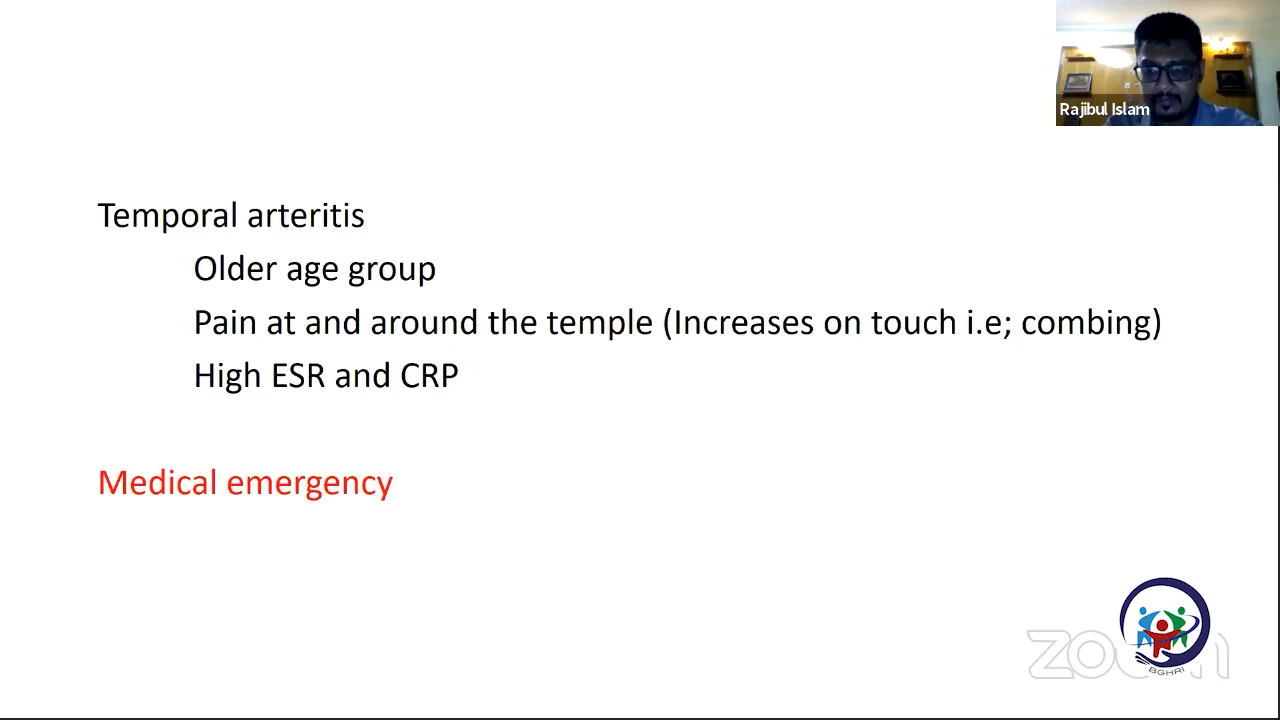 Rajibul Islam
Temporal arteritis
Older age group
Pain at and around the temple (Increases on touch i.e; combing)
High ESR and CRP
Medical emergency
zoom
BGHRI